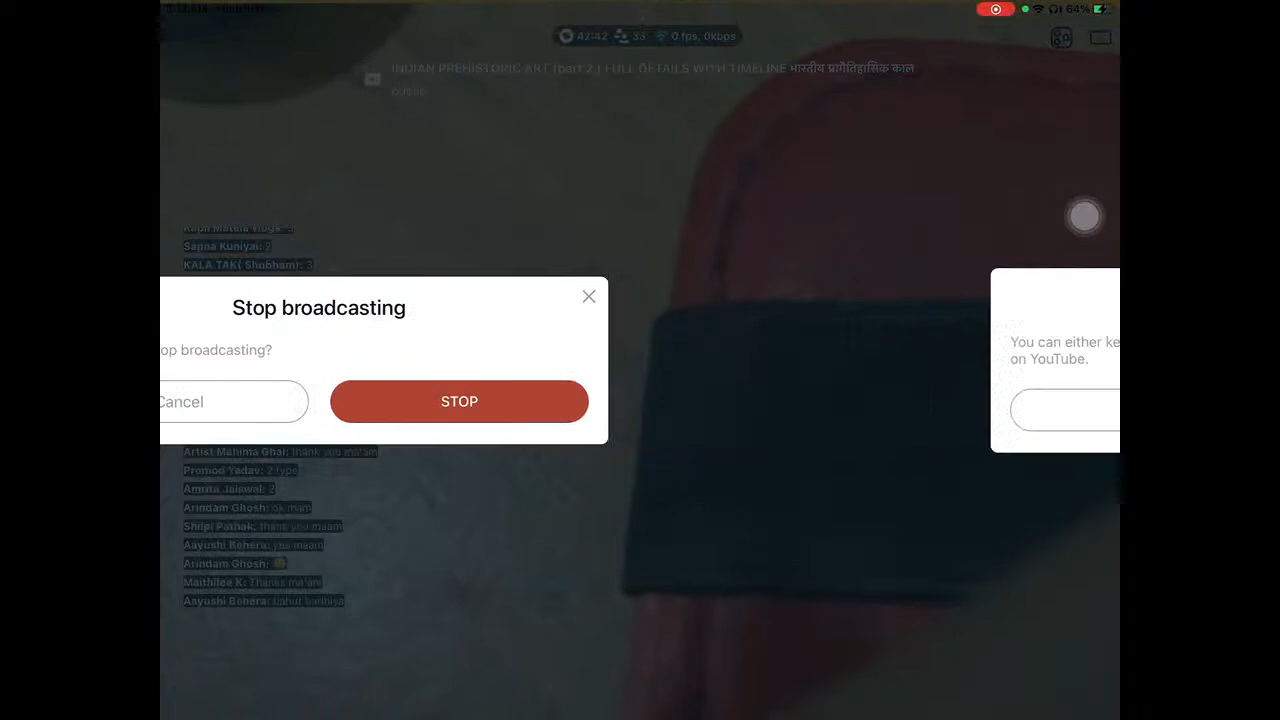 64%
42:42 33 0 fps, 0kbps
INDIAN PREHISTORIC ART (part 2 ) FULL DETAILS WITH TIMELINE भारतीय प्रागैतिहासिक काल
Sapna Kuniyal: 2
KALA TAK( Shubham): 3
Stop broadcasting
op broadcasting?
Cancel
STOP
You can either ke
on YouTube.
Artist Mahima Ghai: thank you ma'am
Promod Yadav: 2 type
Amrita Jaiswal: 2
Arindam Ghosh: ok mam
Shilpi Pathak: thank you maam
Aayushi Behera: yes maam
Arindam Ghosh: 😊
Maithilee K: Thanks ma'am
Aayushi Behera: bahut badhiya